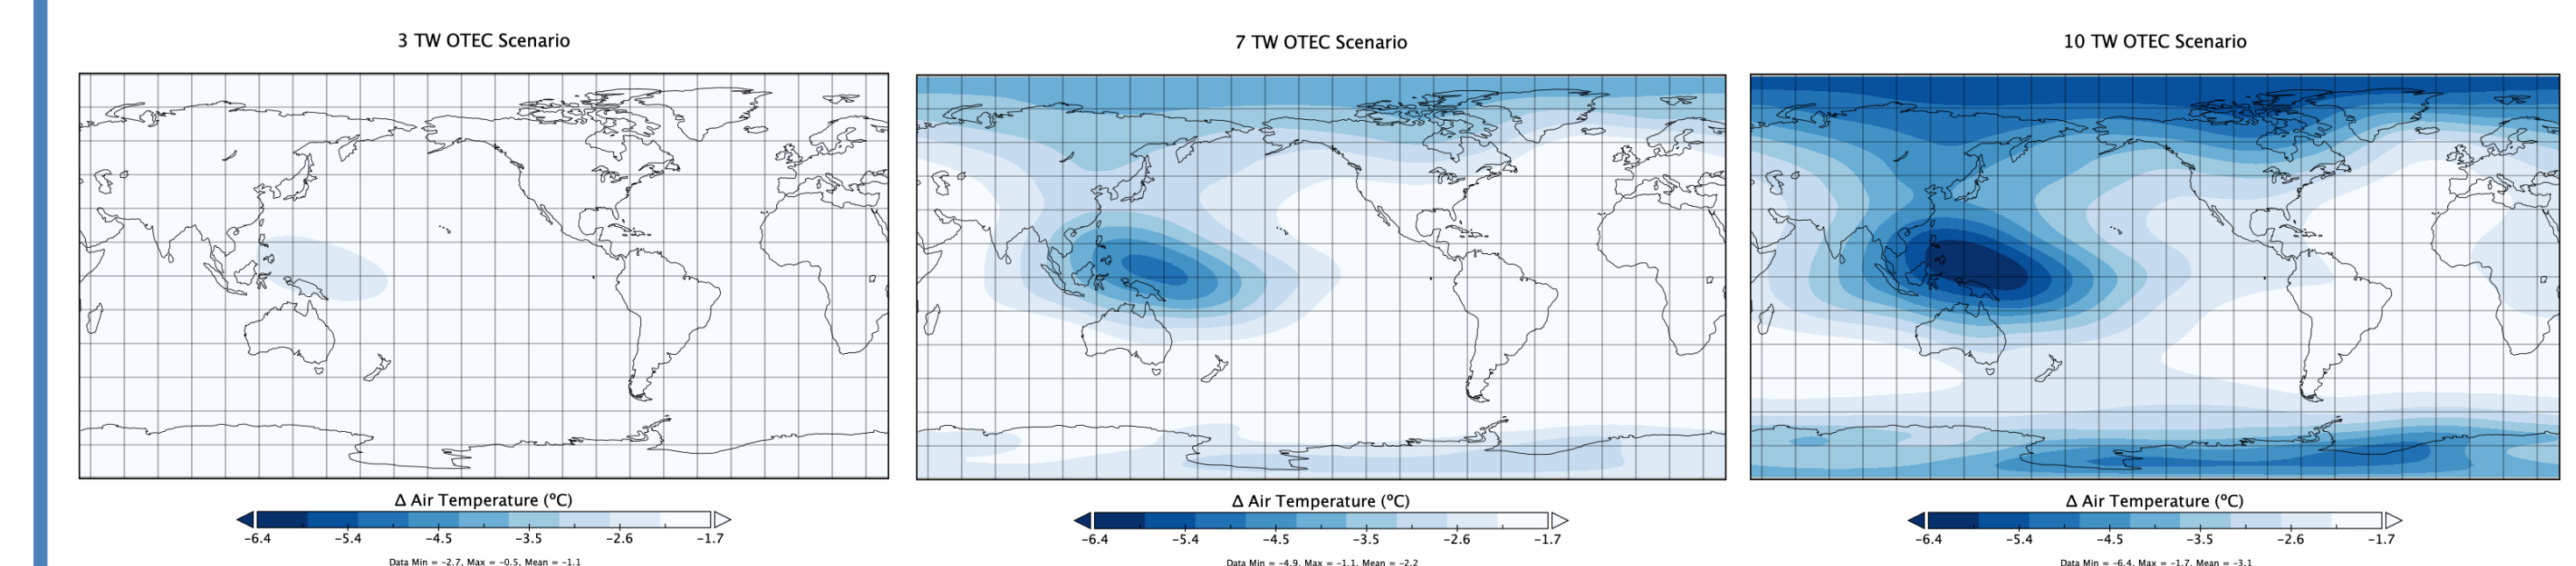 3 TW OTEC Scenario
Δ Air Temperature (ºC)
−6.4 −5.4 −4.5 −3.5 −2.6 −1.7
Data Min = −2.7, Max = −0.5, Mean = −1.1
7 TW OTEC Scenario
Δ Air Temperature (ºC)
−6.4 −5.4 −4.5 −3.5 −2.6 −1.7
Data Min = −4.9, Max = −1.1, Mean = −2.2
10 TW OTEC Scenario
Δ Air Temperature (ºC)
−6.4 −5.4 −4.5 −3.5 −2.6 −1.7
Data Min = −6.4, Max = −1.7, Mean = −3.1